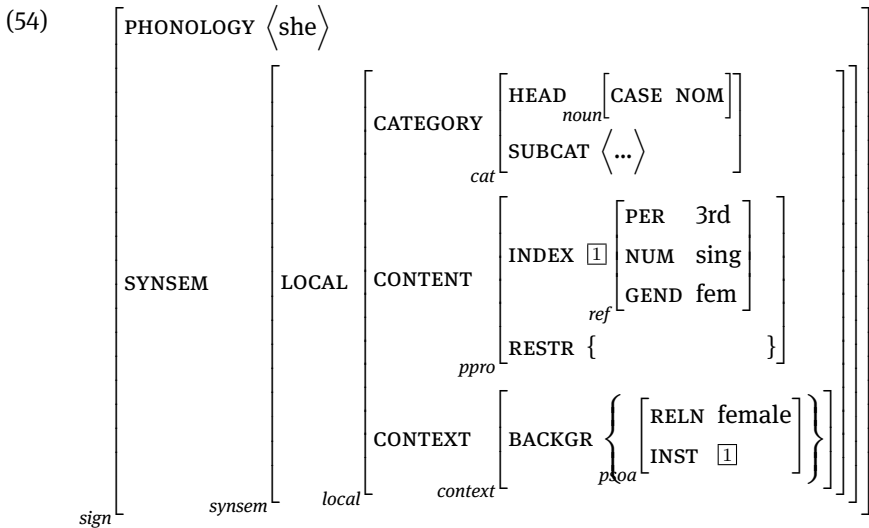 (54)
PHONOLOGY ⟨she⟩
HEAD noun[CASE NOM]
CATEGORY
SUBCAT ⟨...⟩
cat
PER 3rd
INDEX 1 NUM sing
SYNSEM LOCAL CONTENT
GEND fem
ref
RESTR { }
ppro
RELN female
CONTEXT BACKGR {
INST 1 }
psoa
sign synsem local context